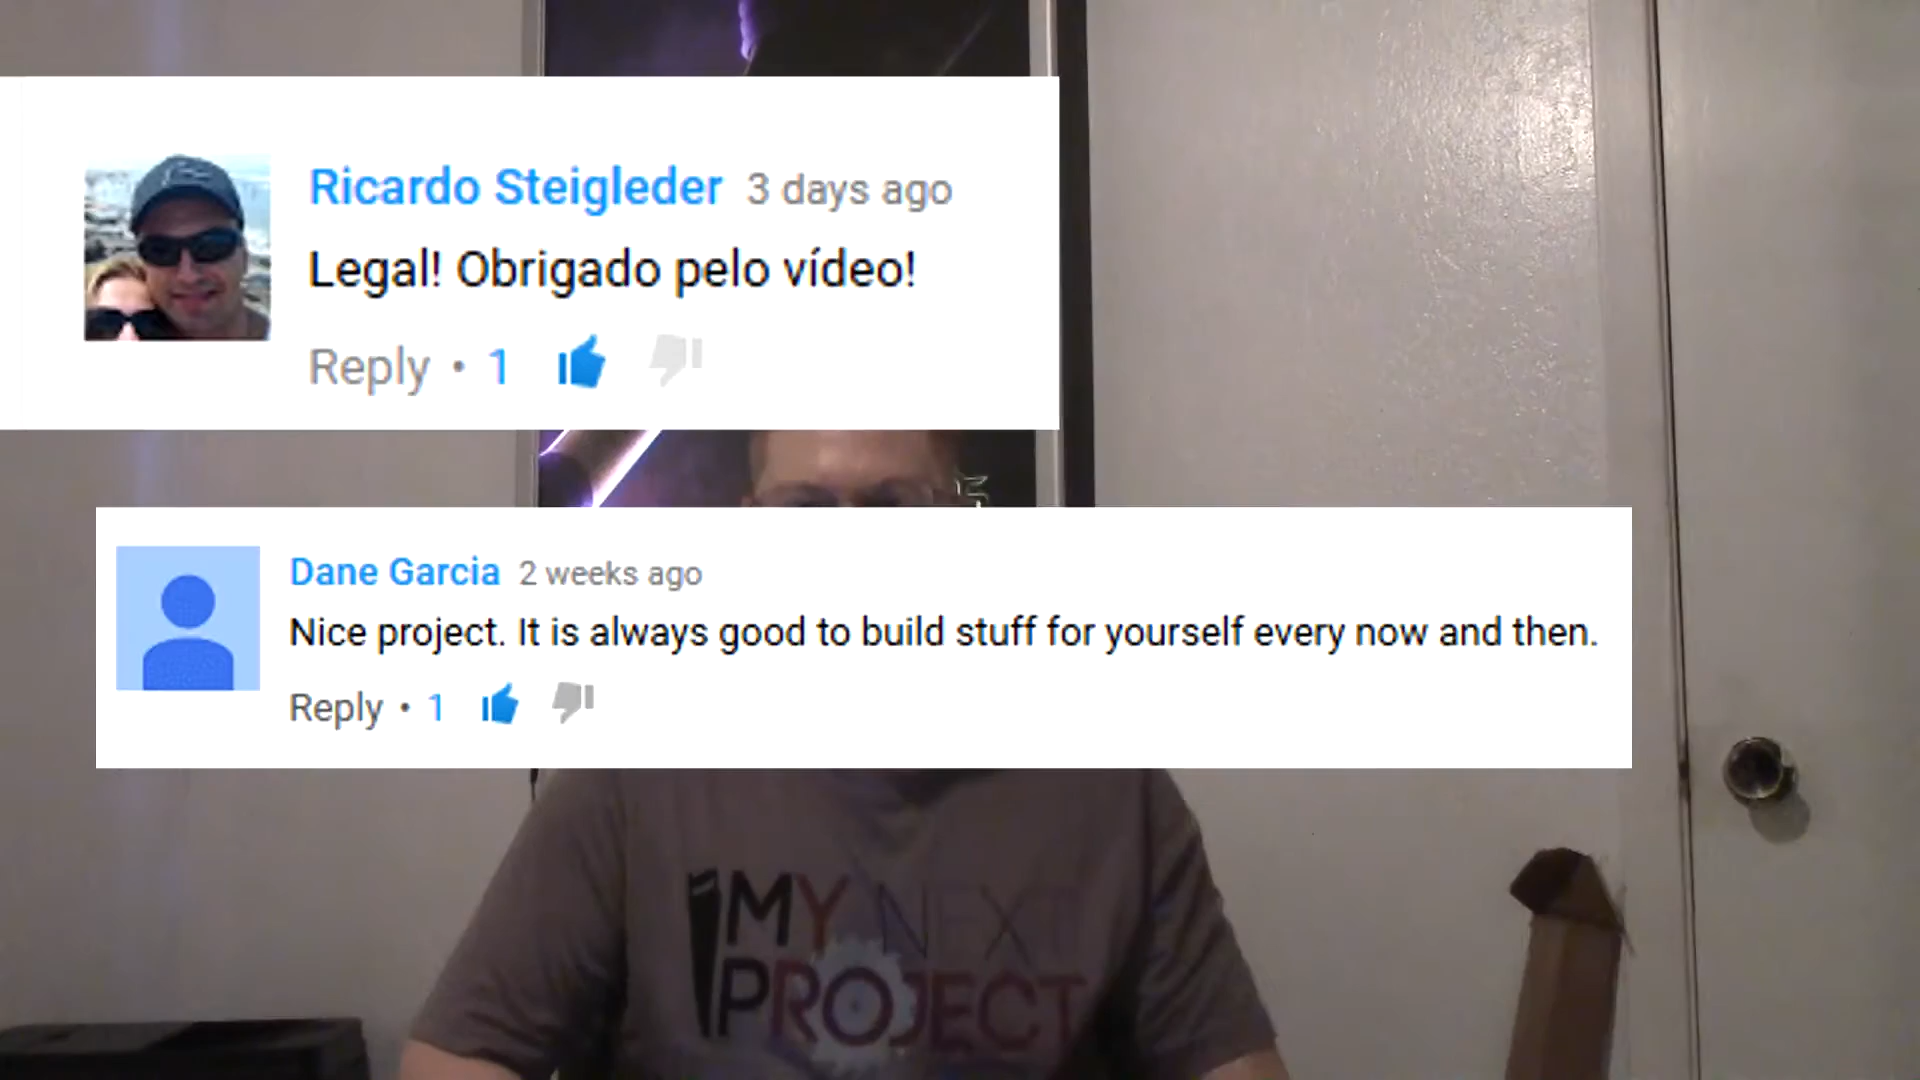 Ricardo Steigleder 3 days ago
Legal! Obrigado pelo vídeo!
Reply • 1
Dane Garcia 2 weeks ago
Nice project. It is always good to build stuff for yourself every now and then.
Reply • 1
MY NEXT
PROJECT